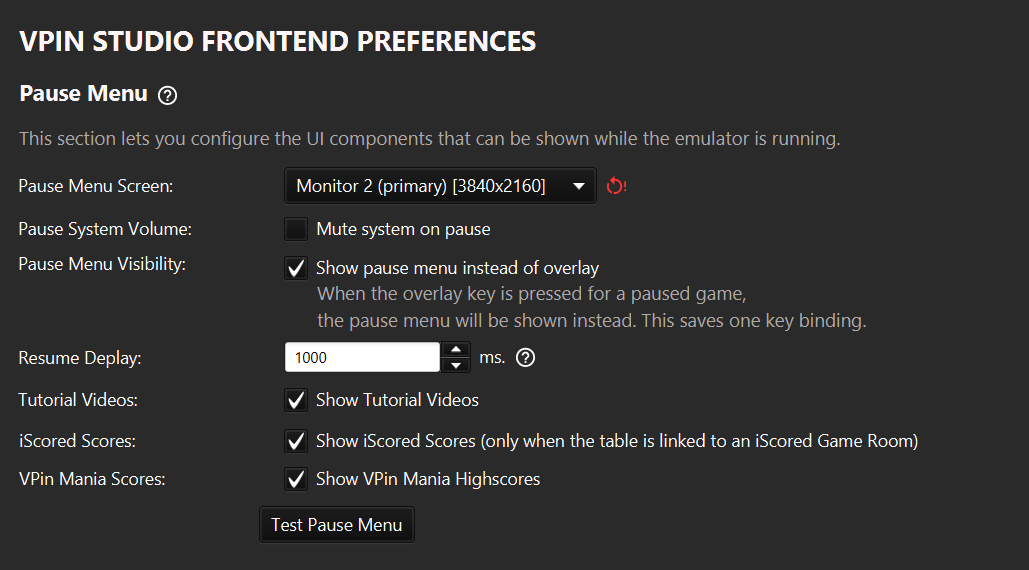 VPIN STUDIO FRONTEND PREFERENCES
Pause Menu ?
This section lets you configure the UI components that can be shown while the emulator is running.
Pause Menu Screen: Monitor 2 (primary) [3840x2160] !
Pause System Volume: Mute system on pause
Pause Menu Visibility: Show pause menu instead of overlay
When the overlay key is pressed for a paused game,
the pause menu will be shown instead. This saves one key binding.
Resume Deplay: 1000 ms. ?
Tutorial Videos: Show Tutorial Videos
iScored Scores: Show iScored Scores (only when the table is linked to an iScored Game Room)
VPin Mania Scores: Show VPin Mania Highscores
Test Pause Menu